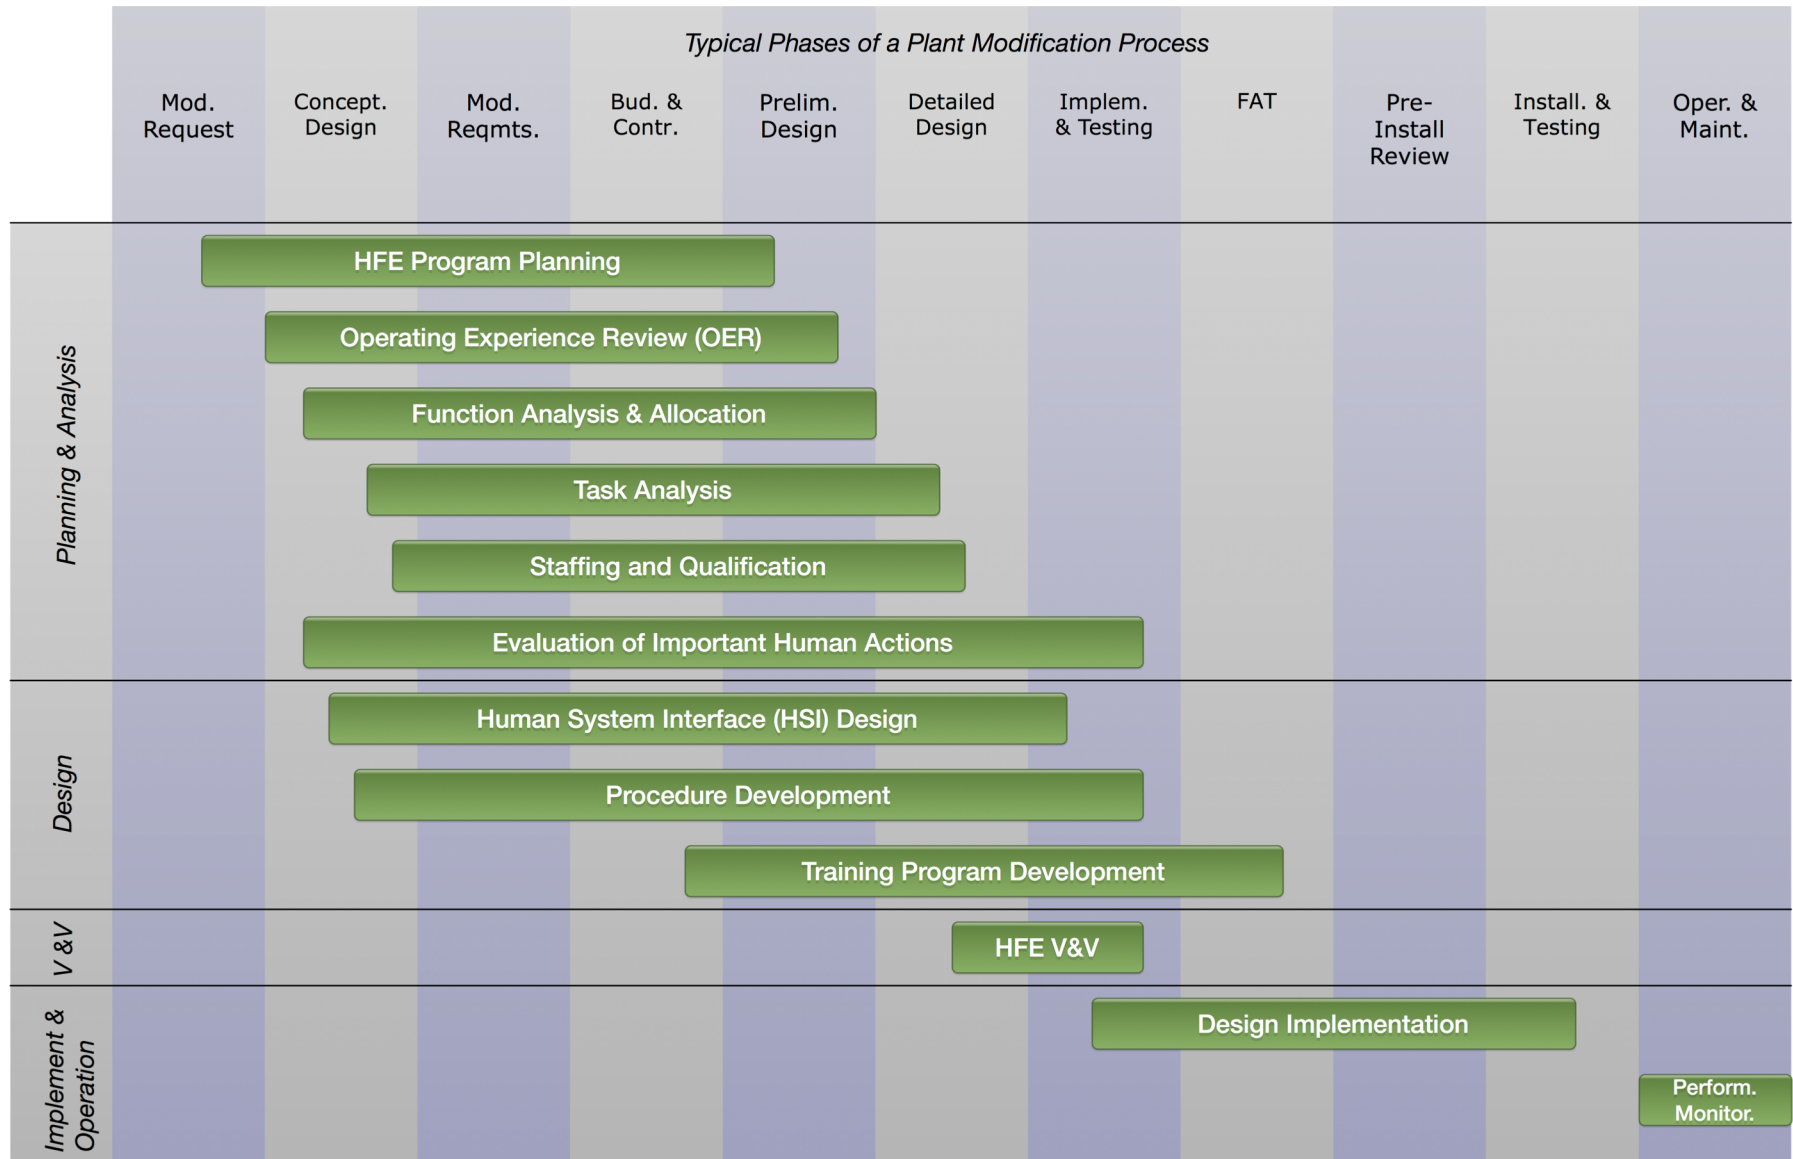 Typical Phases of a Plant Modification Process
Mod.
Request
Concept.
Design
Mod.
Reqmts.
Bud. &
Contr.
Prelim.
Design
Detailed
Design
Implem.
& Testing
FAT
Pre-
Install
Review
Install. &
Testing
Oper. &
Maint.
Planning & Analysis
HFE Program Planning
Operating Experience Review (OER)
Function Analysis & Allocation
Task Analysis
Staffing and Qualification
Evaluation of Important Human Actions
Design
Human System Interface (HSI) Design
Procedure Development
Training Program Development
V &V
HFE V&V
Implement &
Operation
Design Implementation
Perform.
Monitor.